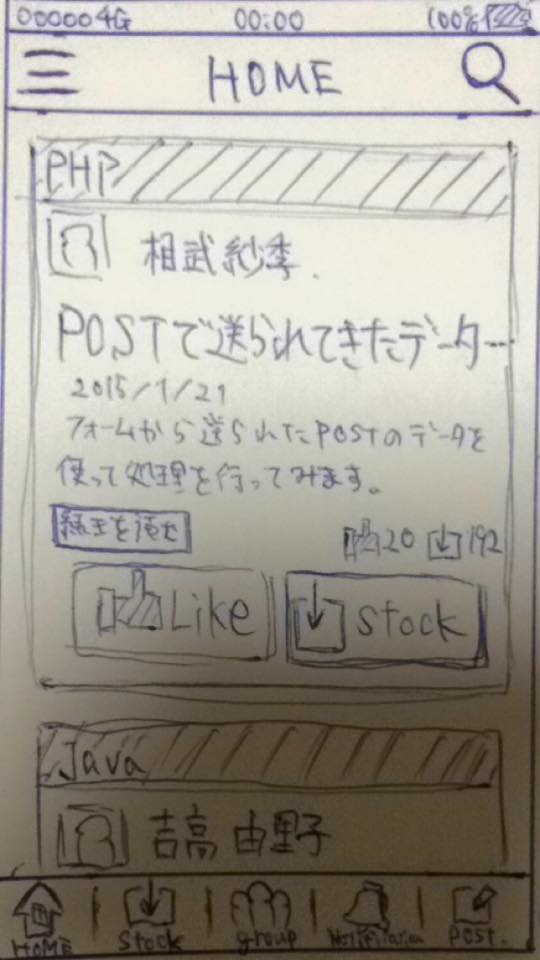 ooooo4G 00:00 100%
HOME
PHP
相武紗季.
POSTで送られてきたデータ…
2015/1/21
フォームから送られたPOSTのデータを
使って処理を行ってみます。
続きを読む
20 192
Like stock
Java
吉高由里子
HOME stock group Notification post.